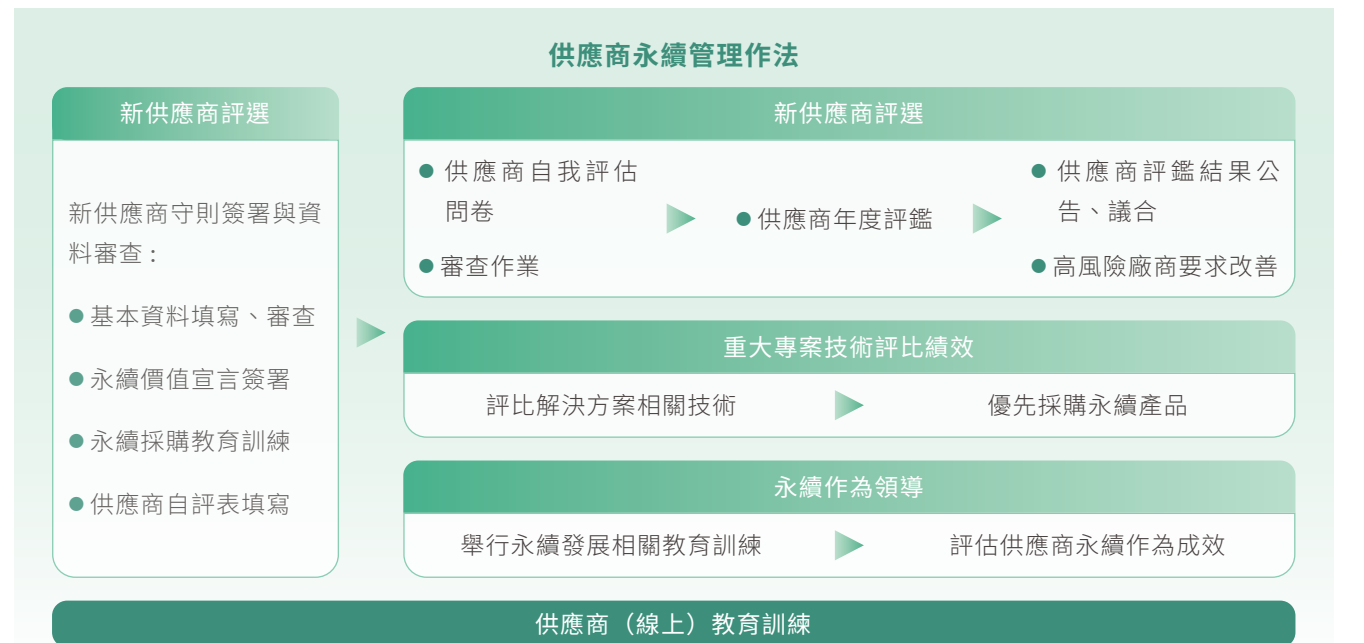 供應商永續管理作法
新供應商評選
新供應商守則簽署與資
料審查：
●基本資料填寫、審查
●永續價值宣言簽署
●永續採購教育訓練
●供應商自評表填寫
新供應商評選
●供應商自我評估
問卷
●審查作業
●供應商年度評鑑
●供應商評鑑結果公
告、議合
●高風險廠商要求改善
重大專案技術評比績效
評比解決方案相關技術
優先採購永續產品
永續作為領導
舉行永續發展相關教育訓練
評估供應商永續作為成效
供應商（線上）教育訓練